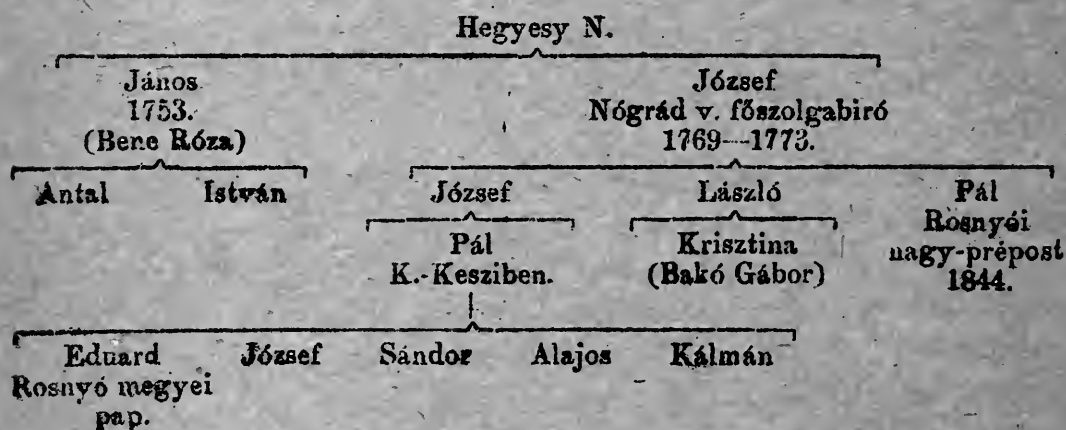 Hegyesy N.
János
1753.
(Bene Róza)
József
Nógrád v. főszolgabiró
1769—1773.
Antal
István
József
László
Pál
Rosnyói
nagy-prépost
1844.
Pál
K.-Kesziben.
Krisztina
(Bakó Gábor)
Eduard
Rosnyó megyei
pap.
József
Sándor
Alajos
Kálmán